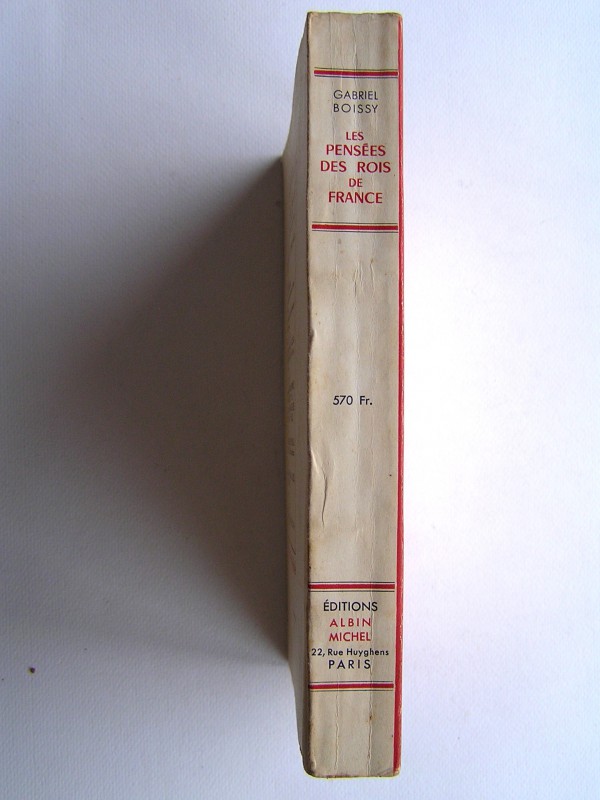 GABRIEL
BOISSY
LES
PENSÉES
DES ROIS
DE
FRANCE
570 Fr.
ÉDITIONS
ALBIN
MICHEL
22, Rue Huyghens
PARIS